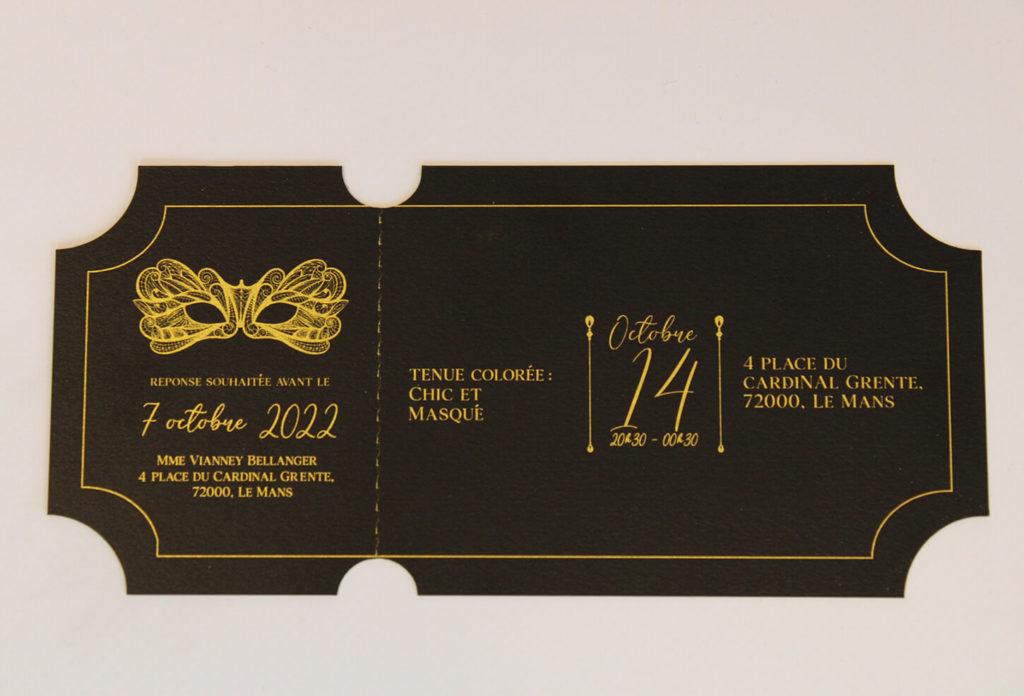 REPONSE SOUHAITÉE AVANT LE
7 octobre 2022
MME VIANNEY BELLANGER
4 PLACE DU CARDINAL GRENTE,
72000, LE MANS
TENUE COLORÉE :
CHIC ET
MASQUÉ
Octobre
14
20h30 - 00h30
4 PLACE DU
CARDINAL GRENTE,
72000, LE MANS